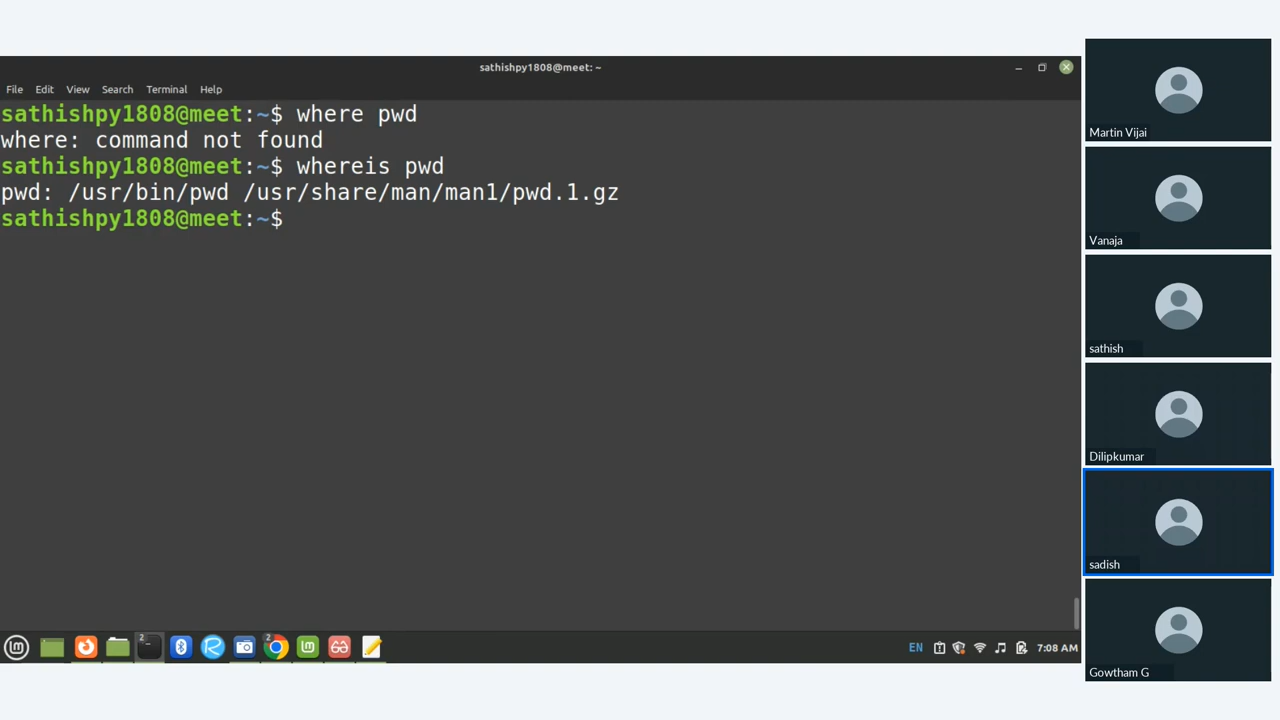 sathishpy1808@meet: ~
File Edit View Search Terminal Help
sathishpy1808@meet:~$ where pwd
where: command not found
sathishpy1808@meet:~$ whereis pwd
pwd: /usr/bin/pwd /usr/share/man/man1/pwd.1.gz
sathishpy1808@meet:~$
2 2 EN 7:08 AM
Martin Vijai
Vanaja
sathish
Dilipkumar
sadish
Gowtham G